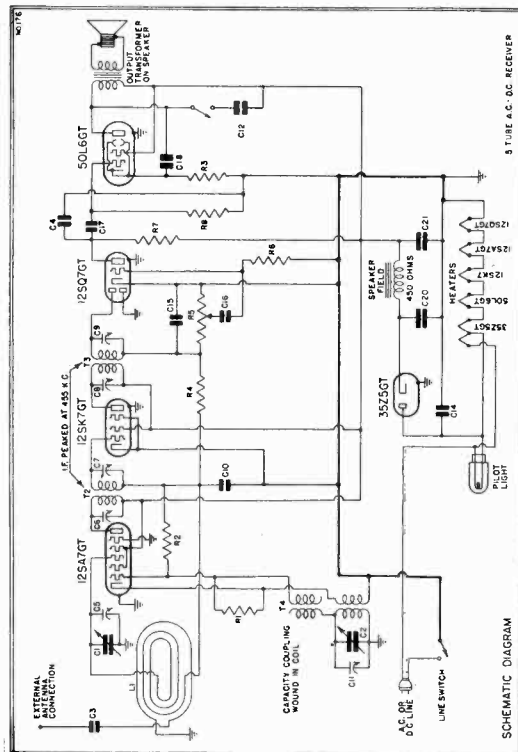 NO. 176
EXTERNAL
ANTENNA
CONNECTION
C3
L1
C1
C5
12SA7GT
C6
T2
C7
I.F. PEAKED AT 455 K.C.
12SK7GT
C8
T3
C9
12SQ7GT
C4
C17
50L6GT
OUTPUT
TRANSFORMER
ON SPEAKER
R1
R2
C10
R4
C15
R5
C16
R6
R7
R8
C18
R3
C12
CAPACITY COUPLING
WOUND IN COIL
T4
C11
C2
A.C. OR
D.C. LINE
LINE SWITCH
PILOT
LIGHT
C14
35Z5GT
C20
SPEAKER
FIELD
450 OHMS
C21
HEATERS
35Z5GT
50L6GT
12SK7
12SA7GT
12SQ7GT
SCHEMATIC DIAGRAM
5 TUBE A.C.-D.C. RECEIVER